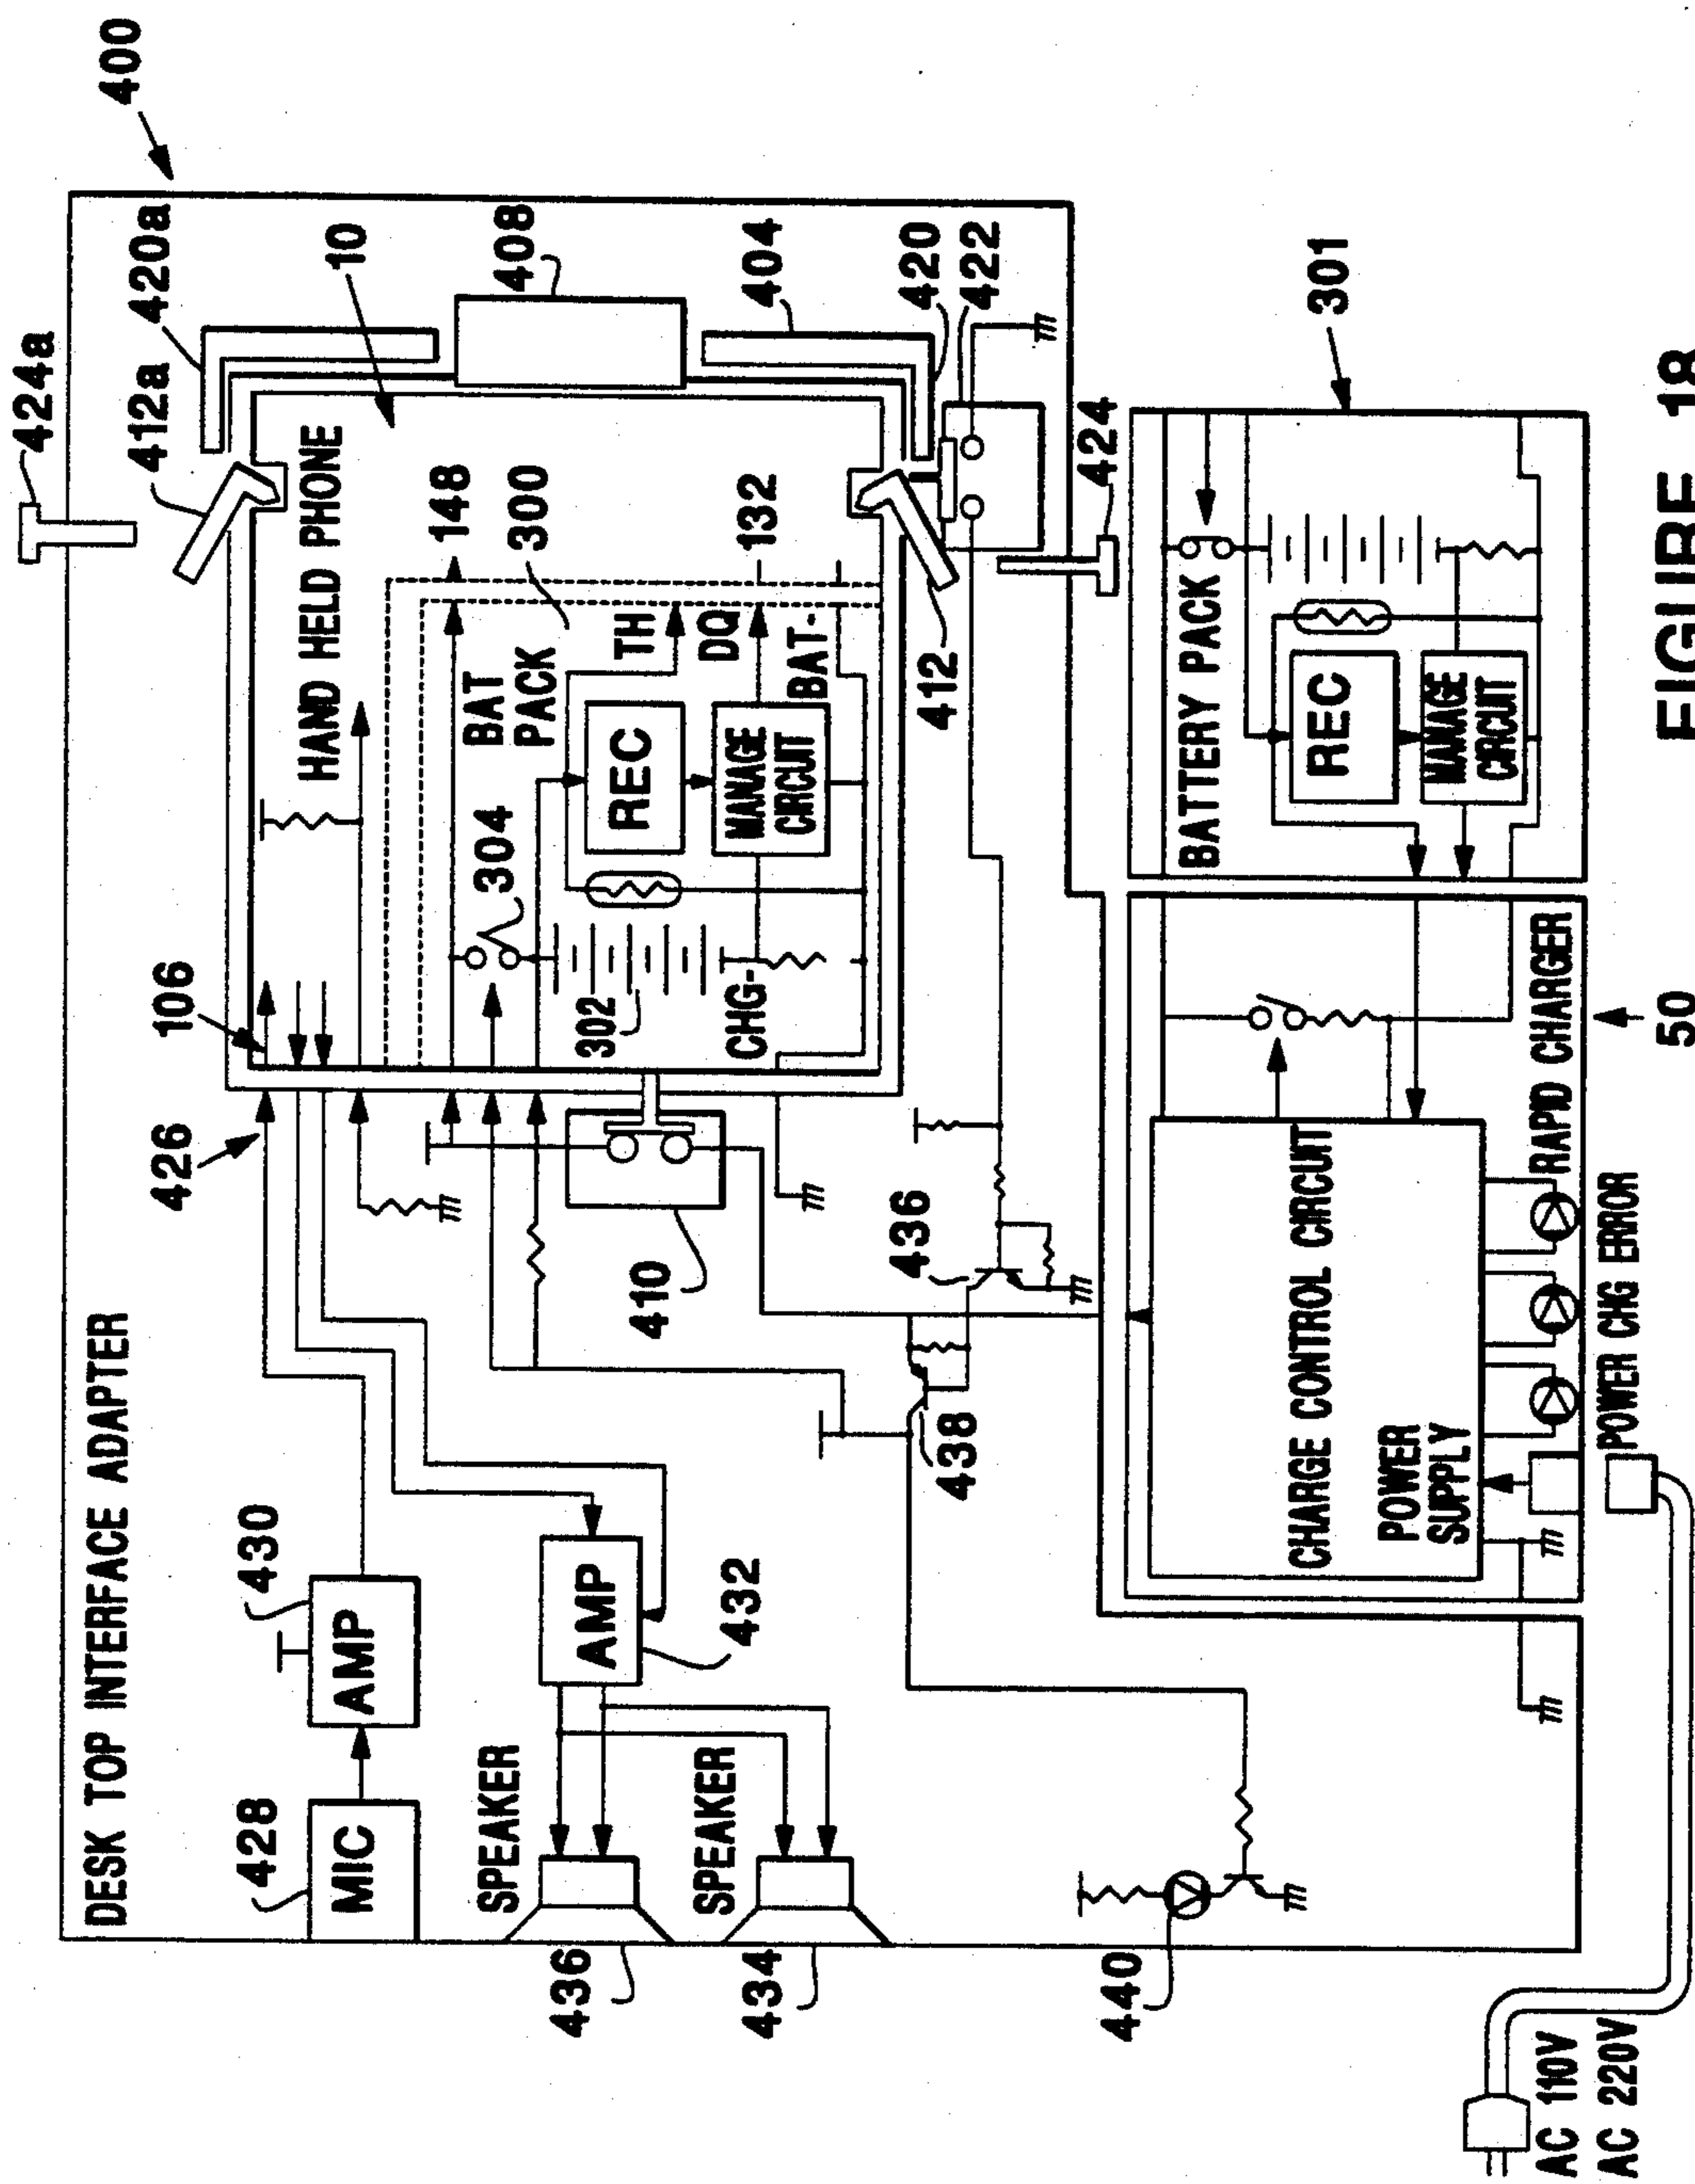 DESK TOP INTERFACE ADAPTER
424a
400
412a
420a
10
408
404
420
422
424
412
HAND HELD PHONE
106
426
148
300
BAT
PACK
304
302
TH
DQ
132
REC
MANAGE
CIRCUIT
BAT-
CHG-
410
428
MIC
430
AMP
SPEAKER
436
AMP
432
SPEAKER
434
436
438
440
CHARGE CONTROL CIRCUIT
POWER
SUPPLY
RAPID CHARGER
POWER CHG ERROR
50
BATTERY PACK
REC
MANAGE
CIRCUIT
301
AC 110V
AC 220V
FIGURE 18